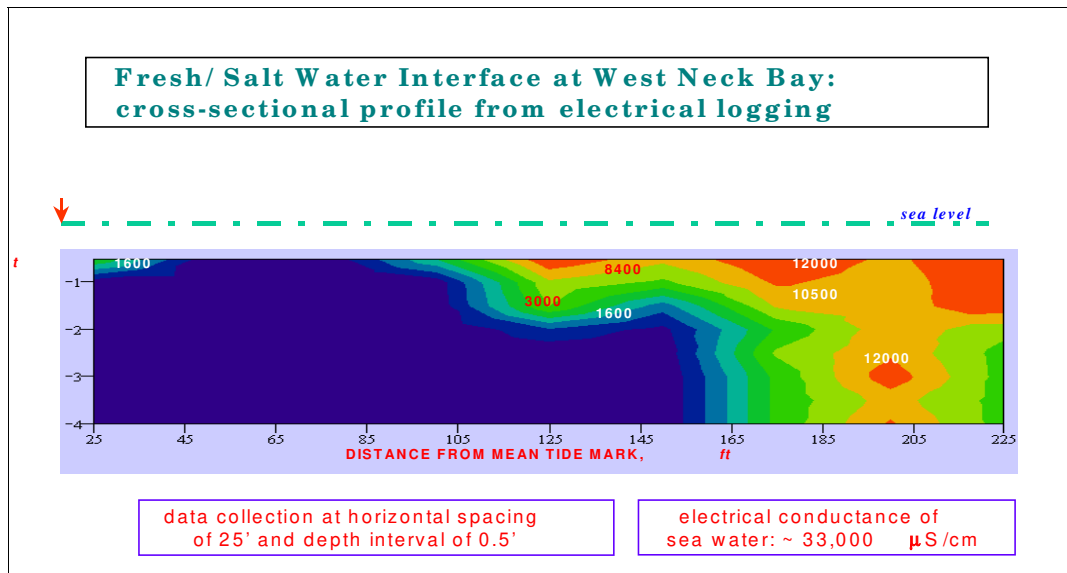 Fresh/ Salt Water Interface at West Neck Bay:
cross-sectional profile from electrical logging
sea level
t
1600
12000
8400
10500
3000
1600
12000
-1
-2
-3
-4
25 45 65 85 105 125 145 165 185 205 225
DISTANCE FROM MEAN TIDE MARK, ft
data collection at horizontal spacing
of 25' and depth interval of 0.5'
electrical conductance of
sea water: ~ 33,000 µS/cm